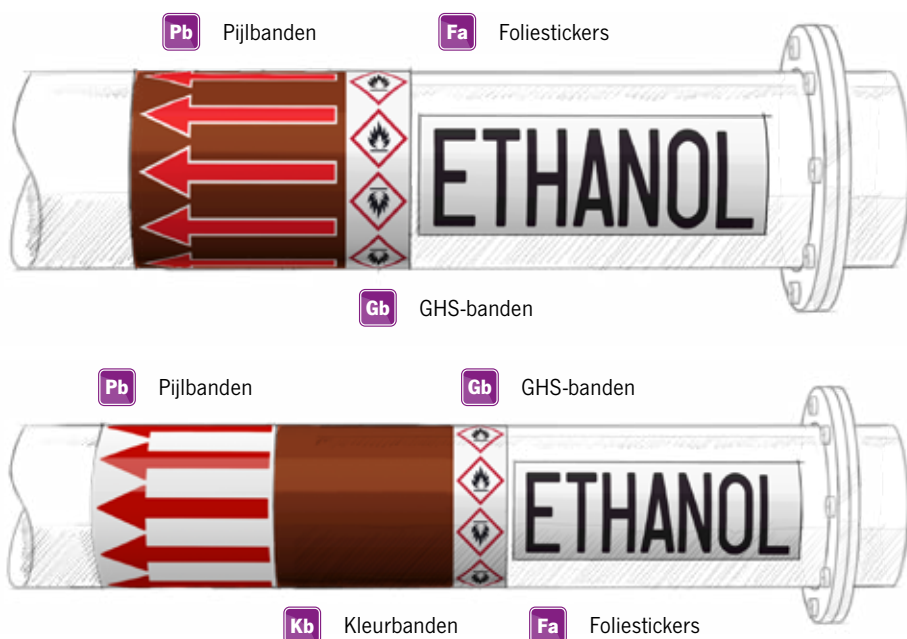 Pb Pijlbanden
Fa Foliestickers
ETHANOL
Gb GHS-banden
Pb Pijlbanden
Gb GHS-banden
ETHANOL
Kb Kleurbanden
Fa Foliestickers